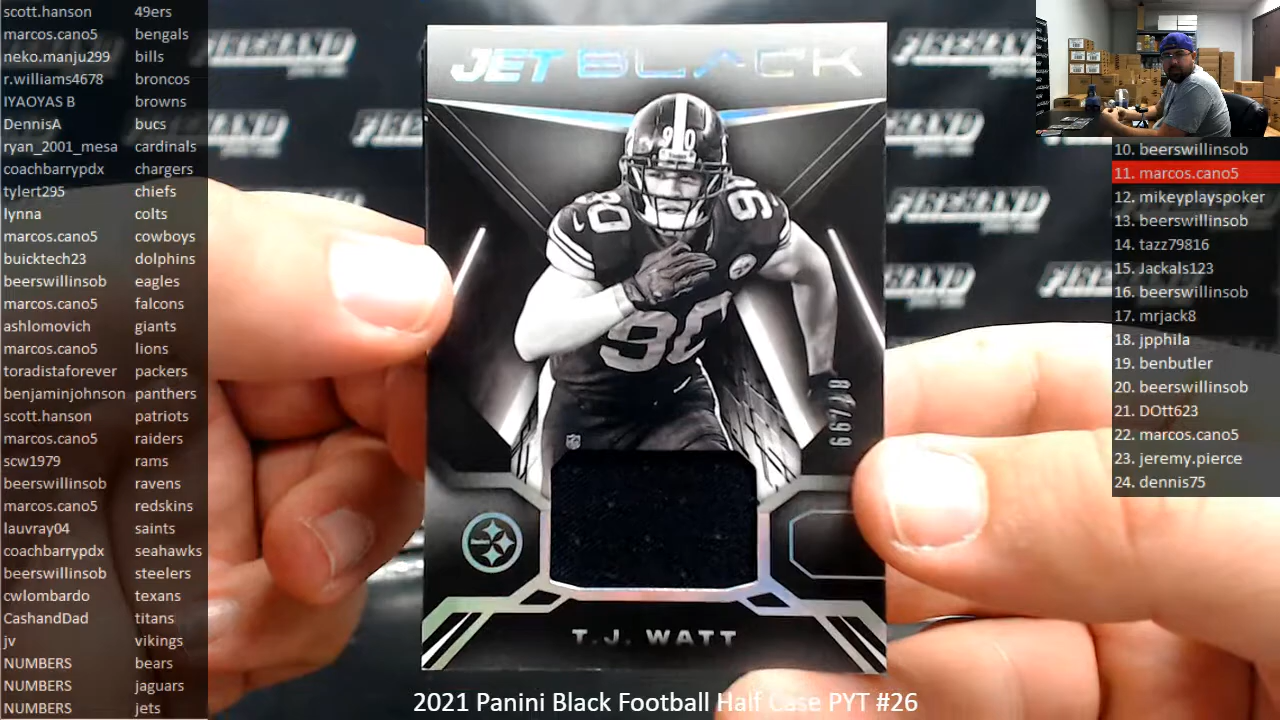 scott.hanson 49ers
marcos.cano5 bengals
neko.manju299 bills
r.williams4678 broncos
IYAOYAS B browns
DennisA bucs
ryan_2001_mesa cardinals
coachbarrypdx chargers
tylert295 chiefs
lynna colts
marcos.cano5 cowboys
buicktech23 dolphins
beerswillinsob eagles
marcos.cano5 falcons
ashlomovich giants
marcos.cano5 lions
toradistaforever packers
benjaminjohnson panthers
scott.hanson patriots
marcos.cano5 raiders
scw1979 rams
beerswillinsob ravens
marcos.cano5 redskins
lauvray04 saints
coachbarrypdx seahawks
beerswillinsob steelers
cwlombardo texans
CashandDad titans
jv vikings
NUMBERS bears
NUMBERS jaguars
NUMBERS jets
FIREHAND
FIREHAND
FIREHAND
FIREHAND
JET BLACK
90
90
90
90
87/99
T.J. WATT
10. beerswillinsob
11. marcos.cano5
12. mikeyplayspoker
13. beerswillinsob
14. tazz79816
15. Jackals123
16. beerswillinsob
17. mrjack8
18. jpphila
19. benbutler
20. beerswillinsob
21. DOtt623
22. marcos.cano5
23. jeremy.pierce
24. dennis75
2021 Panini Black Football Half Case PYT #26